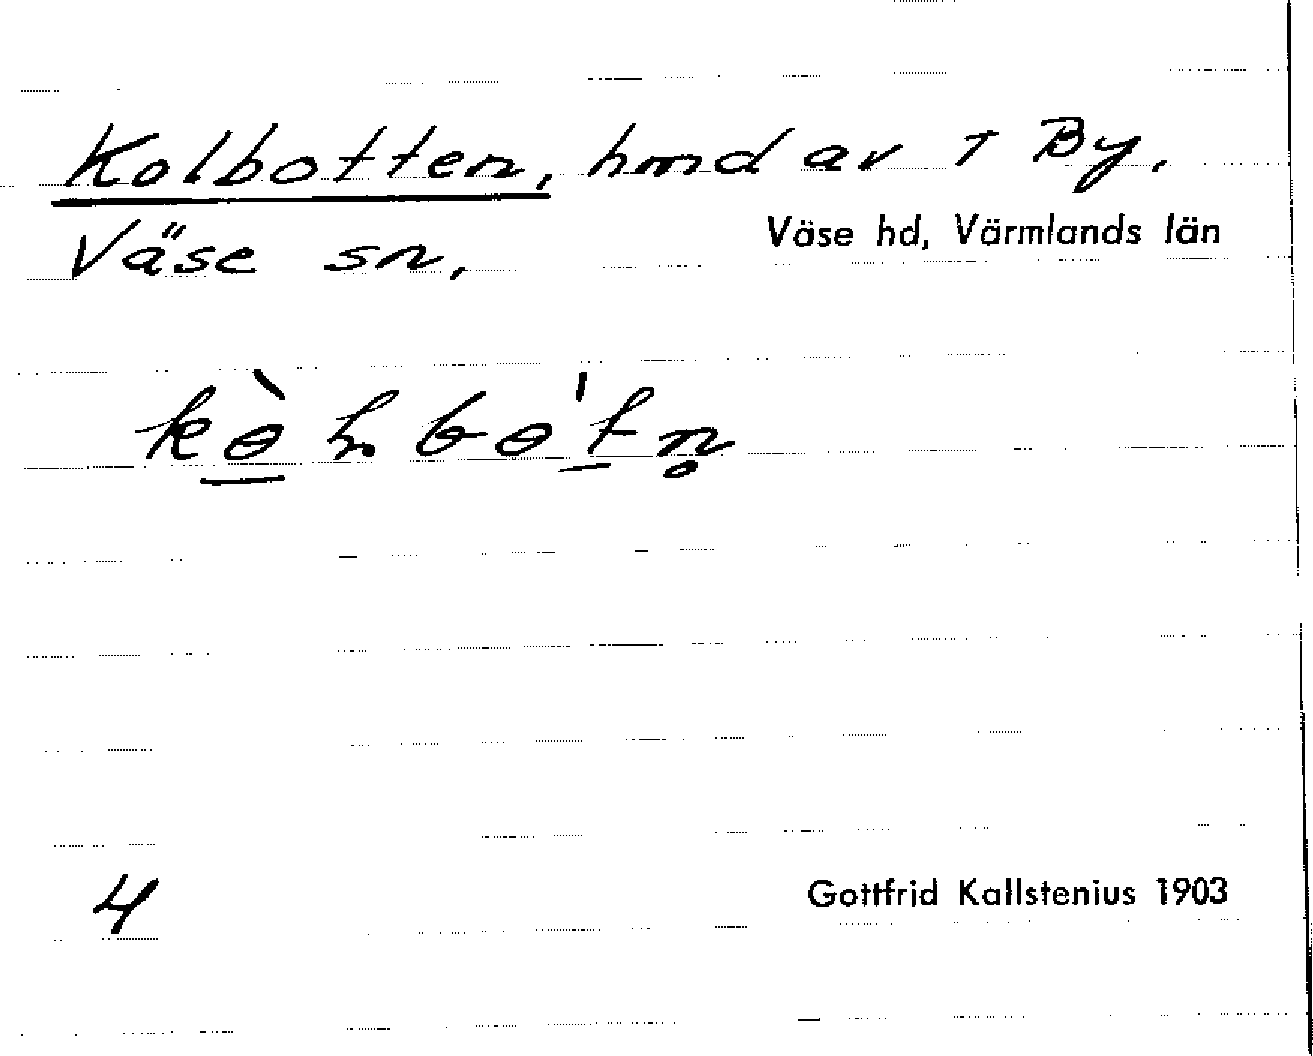 Kolbotten, hmd av 1 By,
Väse sn, Väse hd, Värmlands län
4 Gottfrid Kallstenius 1903